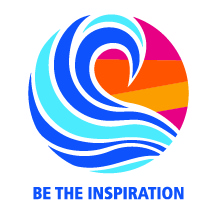 BE THE INSPIRATION